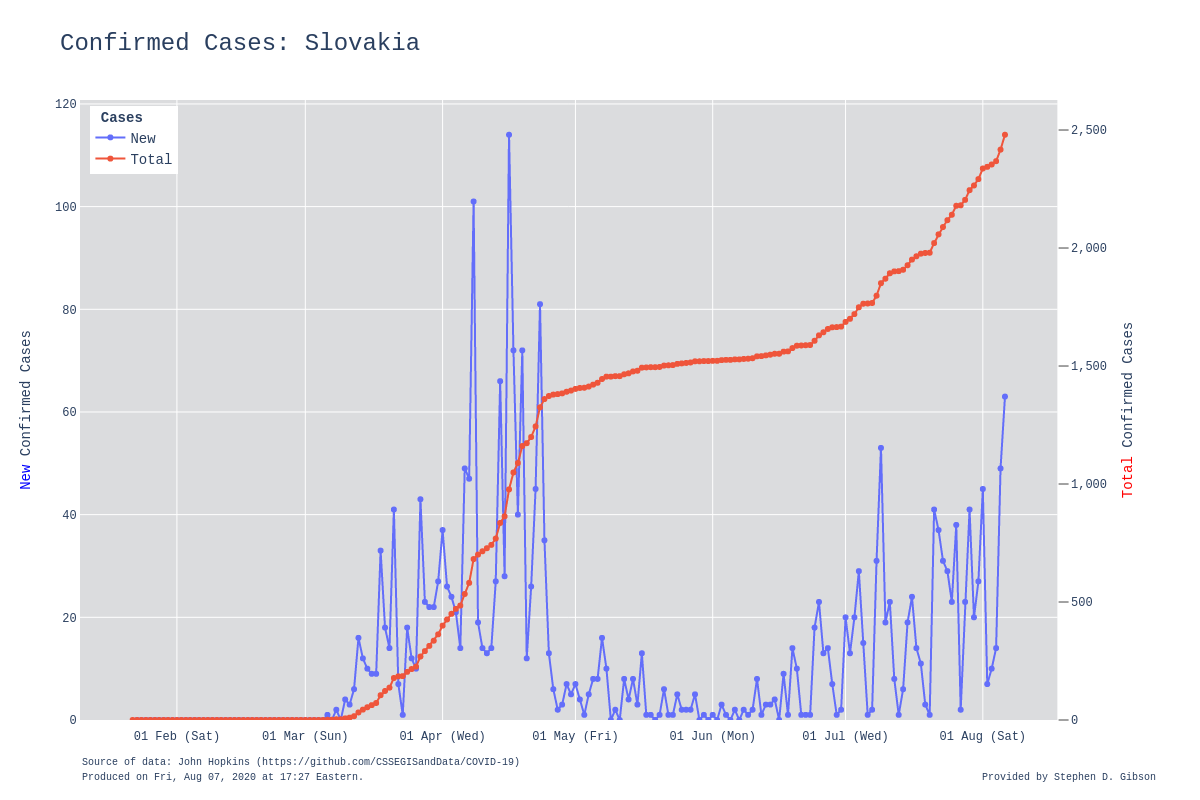 Confirmed Cases: Slovakia
Cases
New
Total
120
100
80
60
40
20
0
2,500
2,000
1,500
1,000
500
0
New Confirmed Cases
Total Confirmed Cases
01 Feb (Sat) 01 Mar (Sun) 01 Apr (Wed) 01 May (Fri) 01 Jun (Mon) 01 Jul (Wed) 01 Aug (Sat)
Source of data: John Hopkins (https://github.com/CSSEGISandData/COVID-19)
Produced on Fri, Aug 07, 2020 at 17:27 Eastern.
Provided by Stephen D. Gibson